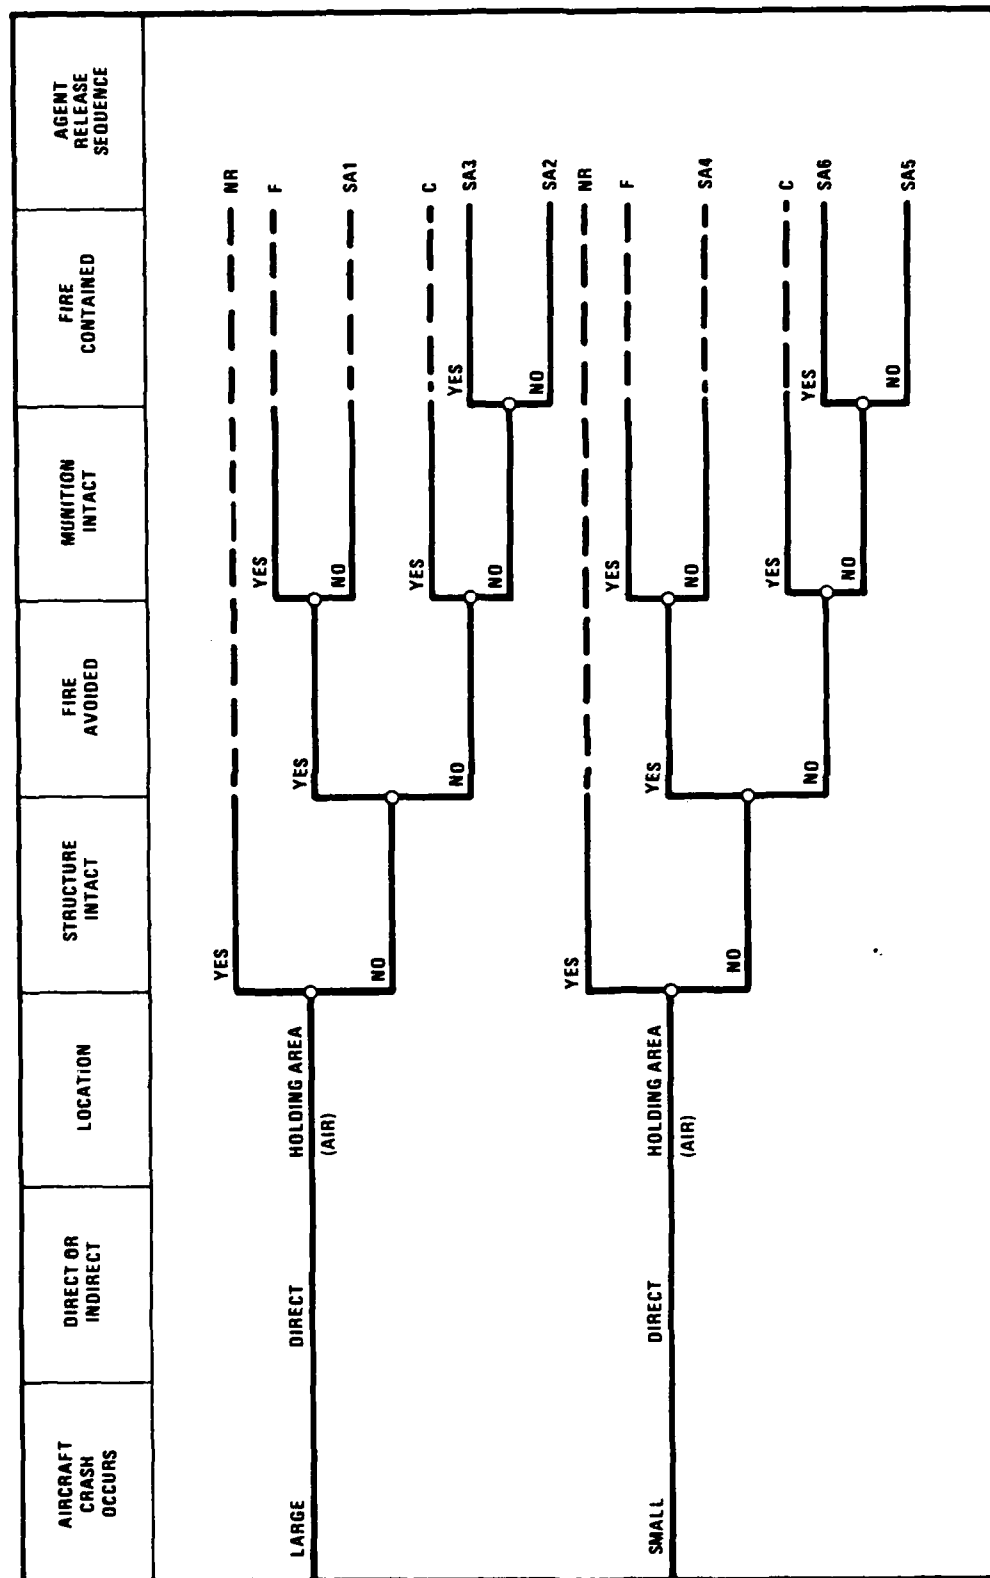 AIRCRAFT
CRASH
OCCURS
DIRECT OR
INDIRECT
LOCATION
STRUCTURE
INTACT
FIRE
AVOIDED
MUNITION
INTACT
FIRE
CONTAINED
AGENT
RELEASE
SEQUENCE
LARGE
DIRECT
HOLDING AREA
(AIR)
YES
NO
YES
NO
YES
NO
YES
NO
YES
NO
NR
F
SA1
C
SA3
SA2
SMALL
DIRECT
HOLDING AREA
(AIR)
YES
NO
YES
NO
YES
NO
YES
NO
YES
NO
NR
F
SA4
C
SA6
SA5